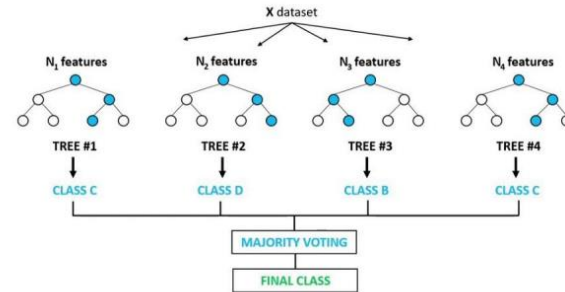 X dataset
N₁ features N₂ features N₃ features N₄ features
TREE #1 TREE #2 TREE #3 TREE #4
CLASS C CLASS D CLASS B CLASS C
MAJORITY VOTING
FINAL CLASS